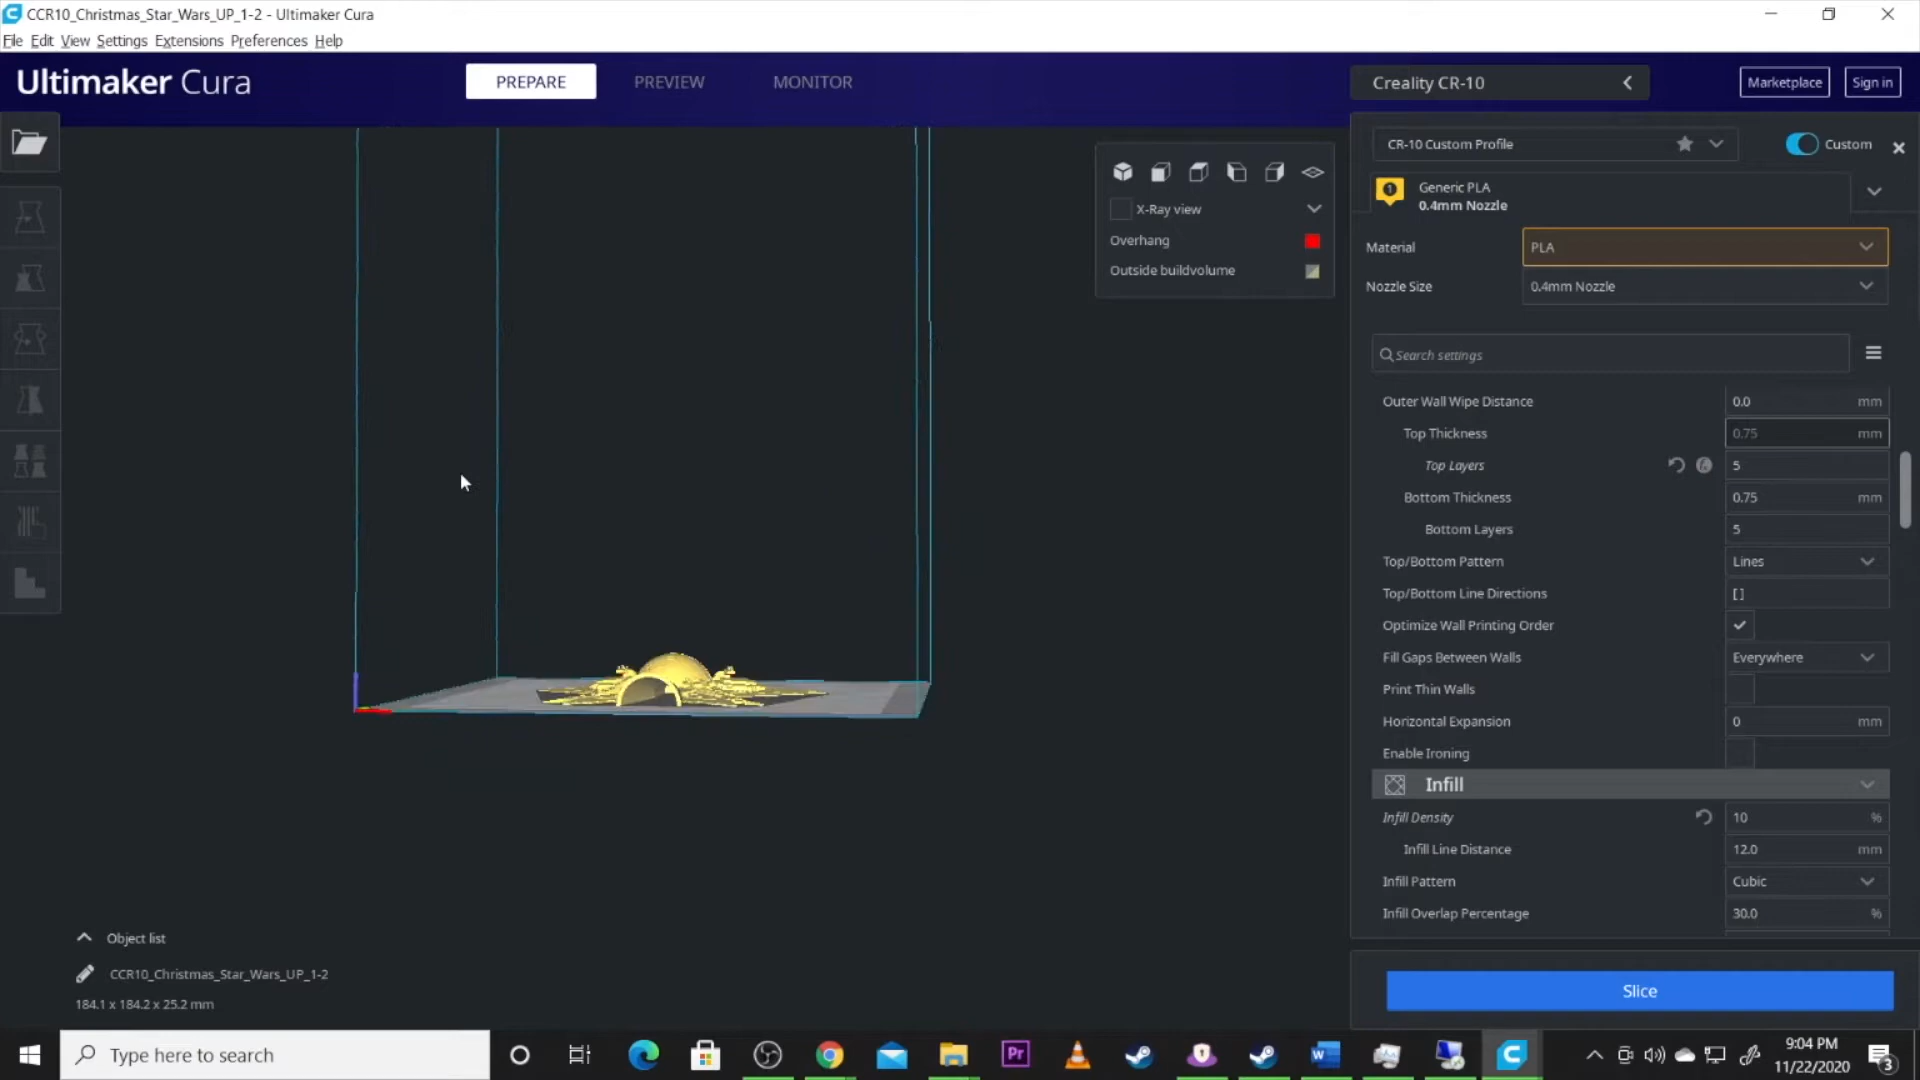 CCR10_Christmas_Star_Wars_UP_1-2 - Ultimaker Cura
File Edit View Settings Extensions Preferences Help
Ultimaker Cura
PREPARE
PREVIEW
MONITOR
Creality CR-10
Marketplace
Sign in
CR-10 Custom Profile
Custom
1
Generic PLA
0.4mm Nozzle
X-Ray view
Overhang
Outside buildvolume
Material PLA
Nozzle Size 0.4mm Nozzle
Search settings
Outer Wall Wipe Distance 0.0 mm
Top Thickness 0.75 mm
Top Layers 5
Bottom Thickness 0.75 mm
Bottom Layers 5
Top/Bottom Pattern Lines
Top/Bottom Line Directions []
Optimize Wall Printing Order
Fill Gaps Between Walls Everywhere
Print Thin Walls
Horizontal Expansion 0 mm
Enable Ironing
Infill
Infill Density 10 %
Infill Line Distance 12.0 mm
Infill Pattern Cubic
Infill Overlap Percentage 30.0 %
Object list
CCR10_Christmas_Star_Wars_UP_1-2
184.1 x 184.2 x 25.2 mm
Slice
Type here to search
Pr
W
9:04 PM
11/22/2020
3